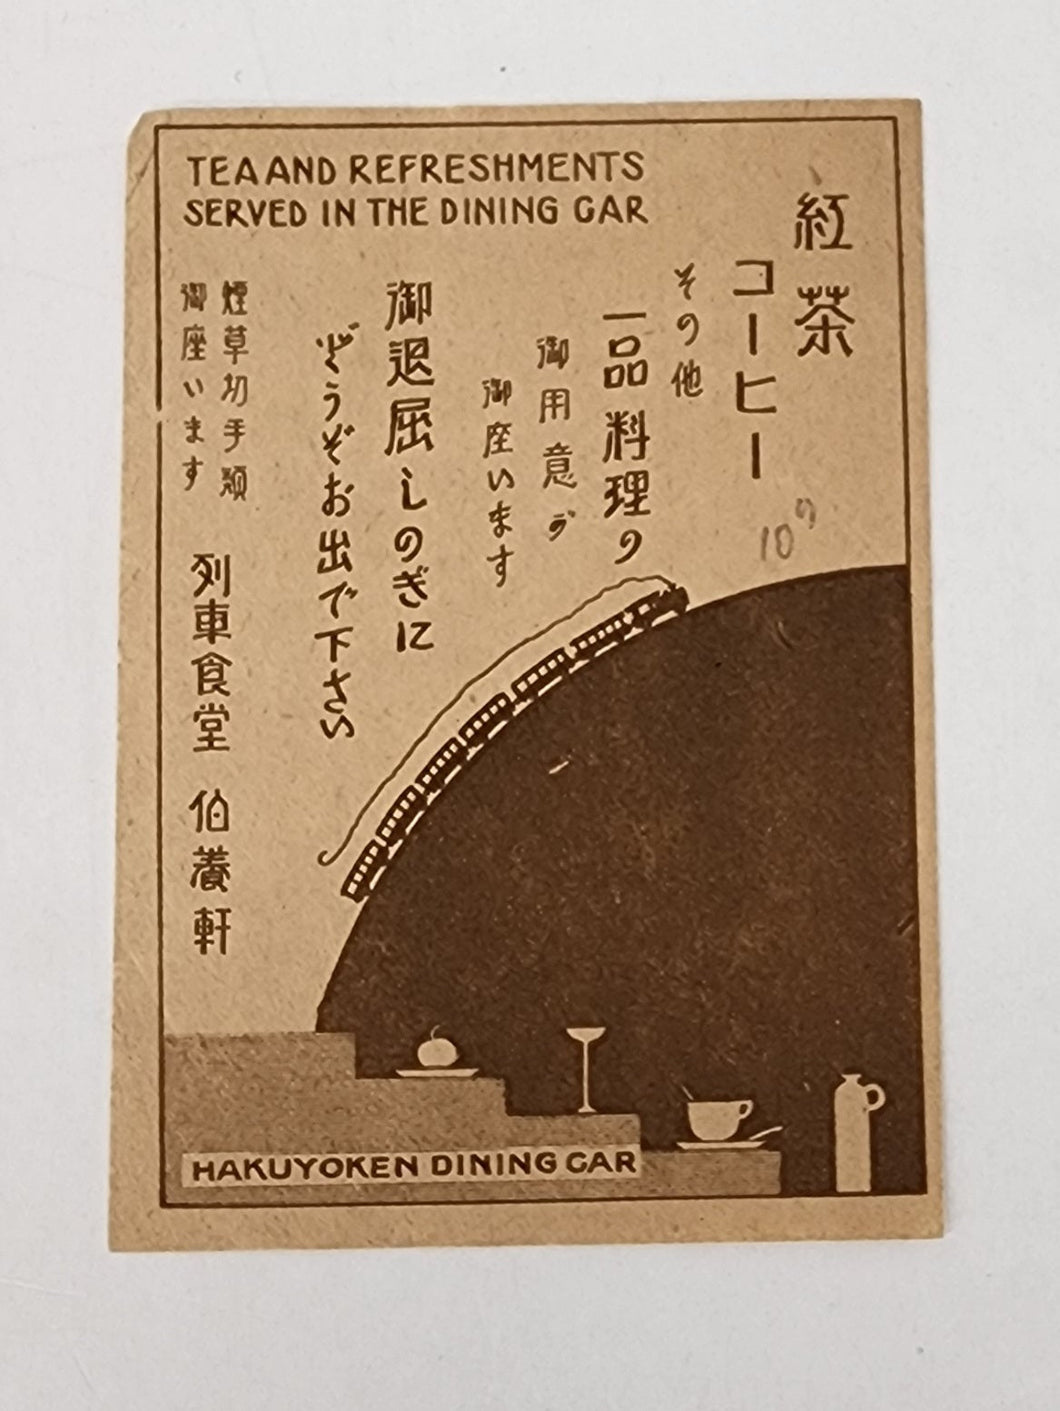 TEA AND REFRESHMENTS
SERVED IN THE DINING CAR
紅茶
コーヒー
その他
一品料理の
御用意が
御座います
御退屈しのぎに
どうぞお出で下さい
煙草切手類
御座います
列車食堂 伯養軒
10
HAKUYOKEN DINING CAR